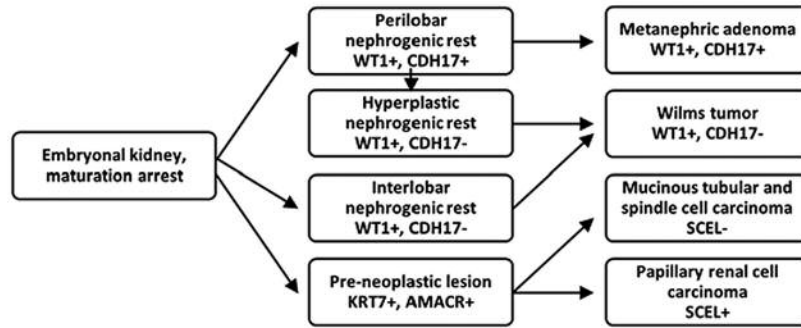 Embryonal kidney,
maturation arrest
Perilobar
nephrogenic rest
WT1+, CDH17+
Hyperplastic
nephrogenic rest
WT1+, CDH17-
Interlobar
nephrogenic rest
WT1+, CDH17-
Pre-neoplastic lesion
KRT7+, AMACR+
Metanephric adenoma
WT1+, CDH17+
Wilms tumor
WT1+, CDH17-
Mucinous tubular and
spindle cell carcinoma
SCEL-
Papillary renal cell
carcinoma
SCEL+